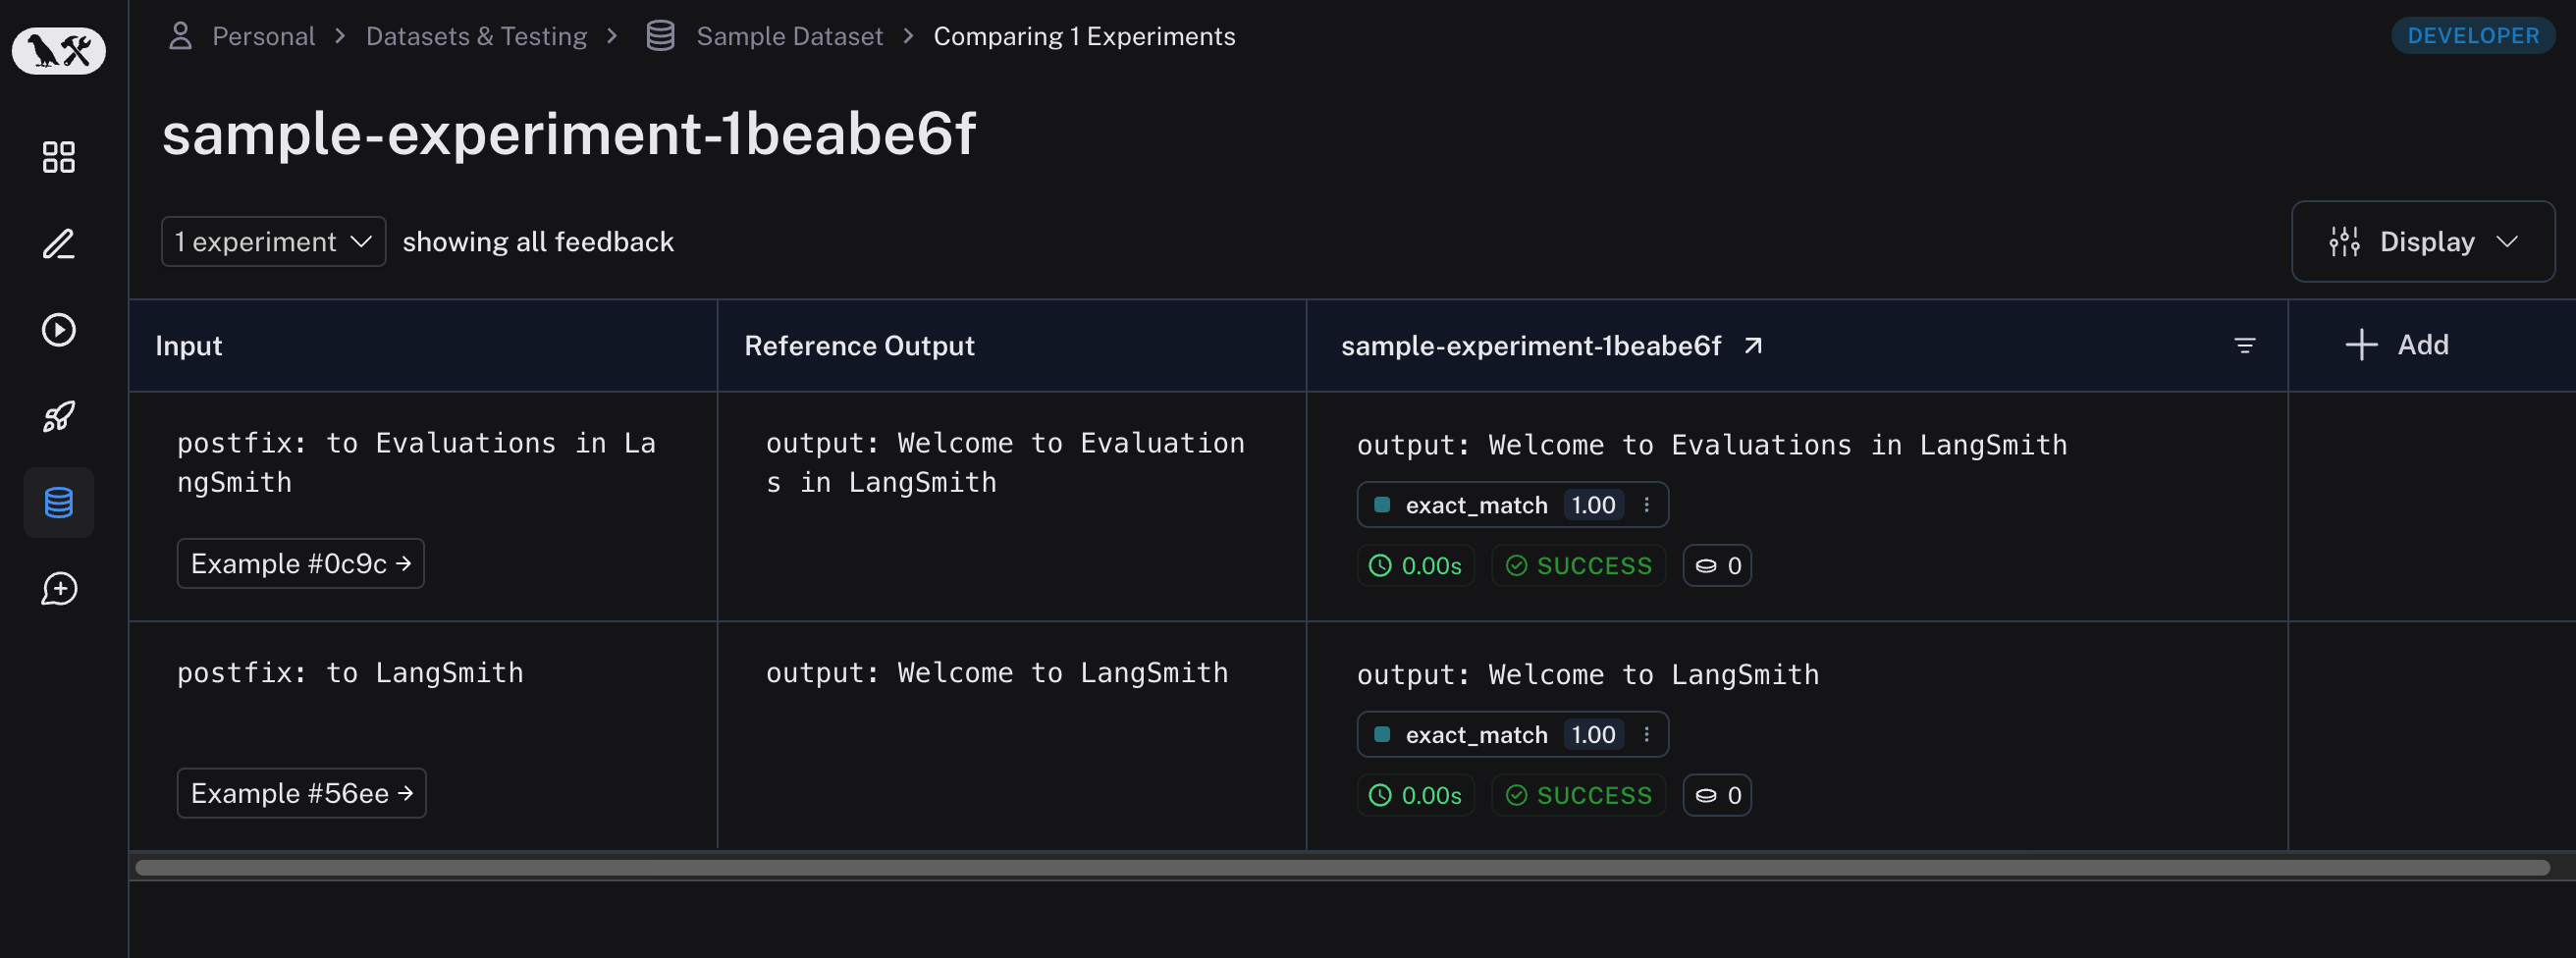 Personal > Datasets & Testing > Sample Dataset > Comparing 1 Experiments
DEVELOPER
sample-experiment-1beabe6f
1 experiment showing all feedback
Display
Input
Reference Output
sample-experiment-1beabe6f
Add
postfix: to Evaluations in La
ngSmith
Example #0c9c →
output: Welcome to Evaluation
s in LangSmith
output: Welcome to Evaluations in LangSmith
exact_match 1.00
0.00s SUCCESS 0
postfix: to LangSmith
Example #56ee →
output: Welcome to LangSmith
output: Welcome to LangSmith
exact_match 1.00
0.00s SUCCESS 0